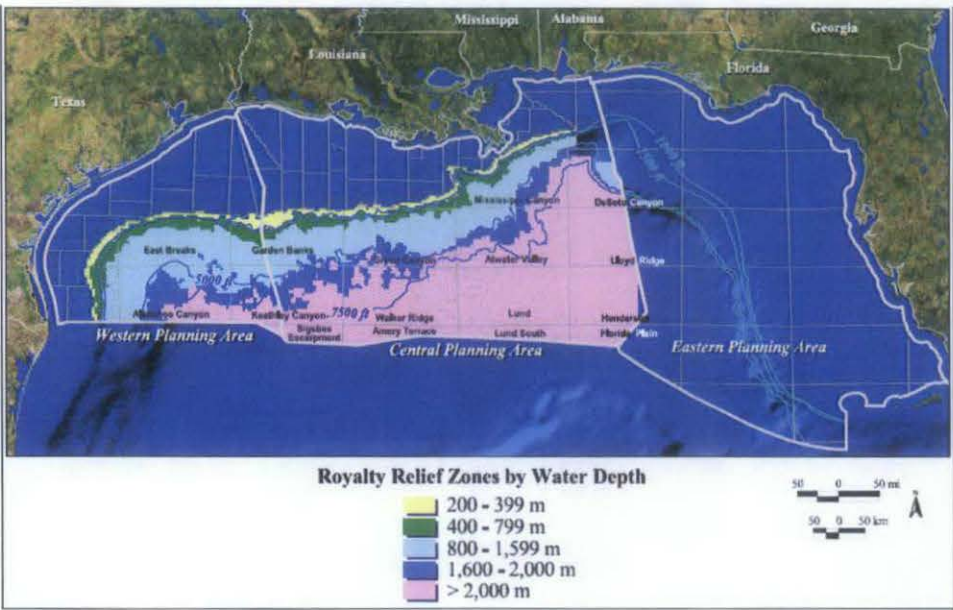 Mississippi
Alabama
Georgia
Louisiana
Florida
Texas
Mississippi Canyon
DeSoto Canyon
East Breaks
Garden Banks
Green Canyon
Atwater Valley
Lloyd Ridge
5000 ft
Alaminos Canyon
Keathley Canyon
7500 ft
Walker Ridge
Lund
Henderson
Western Planning Area
Sigsbee
Escarpment
Amery Terrace
Lund South
Florida Plain
Central Planning Area
Eastern Planning Area
Royalty Relief Zones by Water Depth
200 - 399 m
400 - 799 m
800 - 1,599 m
1,600 - 2,000 m
> 2,000 m
50 0 50 mi
50 0 50 km